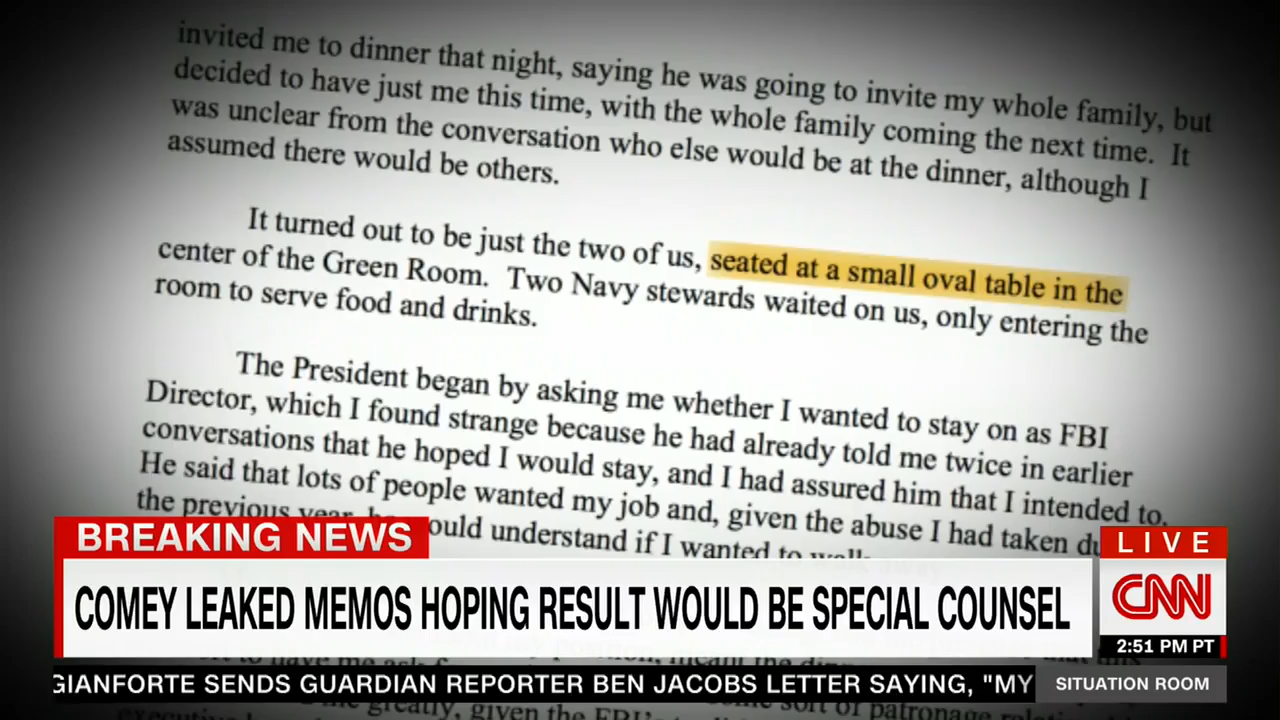 invited me to dinner that night, saying he was going to invite my whole family, but
decided to have just me this time, with the whole family coming the next time. It
was unclear from the conversation who else would be at the dinner, although I
assumed there would be others.
It turned out to be just the two of us, seated at a small oval table in the
center of the Green Room. Two Navy stewards waited on us, only entering the
room to serve food and drinks.
The President began by asking me whether I wanted to stay on as FBI
Director, which I found strange because he had already told me twice in earlier
conversations that he hoped I would stay, and I had assured him that I intended to.
He said that lots of people wanted my job and, given the abuse I had taken
the previous year, he would understand if I wanted to walk away.
BREAKING NEWS
COMEY LEAKED MEMOS HOPING RESULT WOULD BE SPECIAL COUNSEL
LIVE
CNN
2:51 PM PT
GIANFORTE SENDS GUARDIAN REPORTER BEN JACOBS LETTER SAYING, "MY
SITUATION ROOM